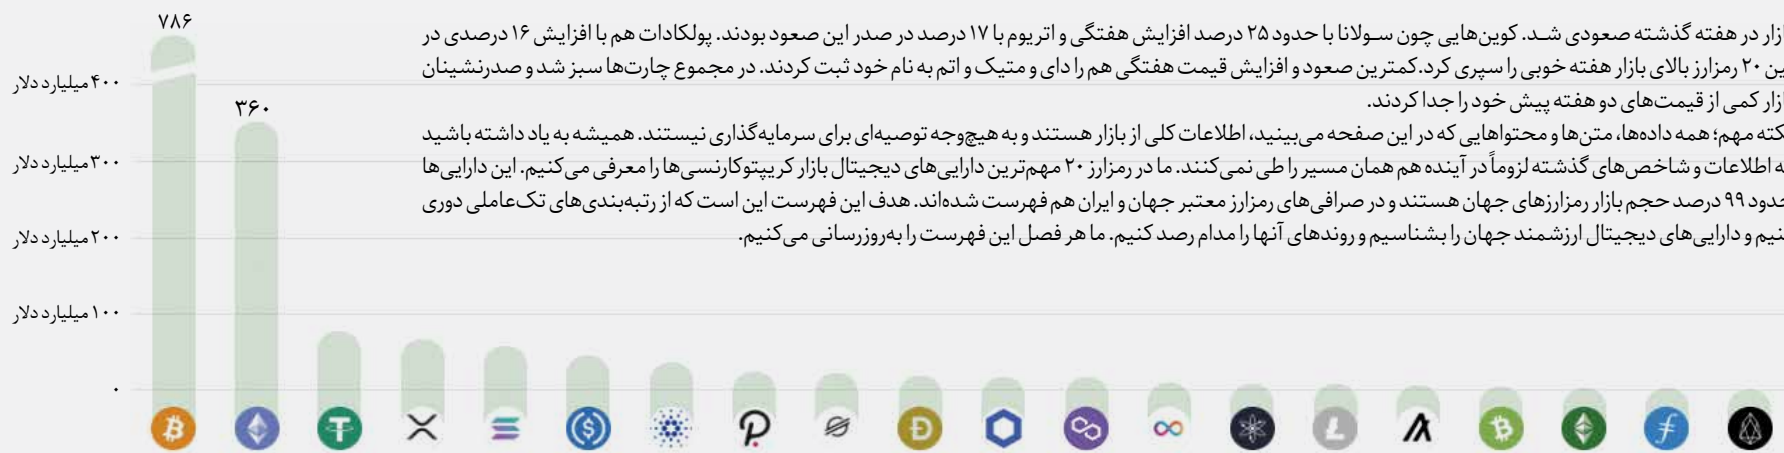 ازار در هفته گذشته صعودی شد. کوین‌هایی چون سولانا با حدود ۲۵ درصد افزایش هفتگی و اتریوم با ۱۷ درصد در صدر این صعود بودند. پولکادات هم با افزایش ۱۶ درصدی در
ین ۲۰ رمزارز بالای بازار هفته خوبی را سپری کرد.کمترین صعود و افزایش قیمت هفتگی هم را دای و متیک و اتم به نام خود ثبت کردند. در مجموع چارت‌ها سبز شد و صدرنشینان
ازار کمی از قیمت‌های دو هفته پیش خود را جدا کردند.
کته مهم؛ همه داده‌ها، متن‌ها و محتواهایی که در این صفحه می‌بینید، اطلاعات کلی از بازار هستند و به هیچ‌وجه توصیه‌ای برای سرمایه‌گذاری نیستند. همیشه به یاد داشته باشید
ه اطلاعات و شاخص‌های گذشته لزوماً در آینده هم همان مسیر را طی نمی‌کنند. ما در رمزارز ۲۰ مهم‌ترین دارایی‌های دیجیتال بازار کریپتوکارنسی‌ها را معرفی می‌کنیم. این دارایی‌ها
حدود ۹۹ درصد حجم بازار رمزارزهای جهان هستند و در صرافی‌های رمزارز معتبر جهان و ایران هم فهرست شده‌اند. هدف این فهرست این است که از رتبه‌بندی‌های تک‌عاملی دوری
نیم و دارایی‌های دیجیتال ارزشمند جهان را بشناسیم و روندهای آنها را مدام رصد کنیم. ما هر فصل این فهرست را به‌روزرسانی می‌کنیم.
۷۸۶
۳۶۰
۴۰۰ میلیارد دلار
۳۰۰ میلیارد دلار
۲۰۰ میلیارد دلار
۱۰۰ میلیارد دلار
۰